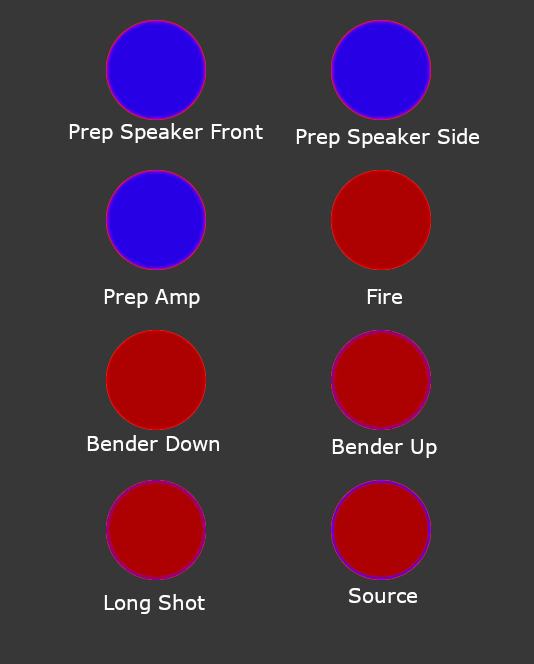 Prep Speaker Front
Prep Speaker Side
Prep Amp
Fire
Bender Down
Bender Up
Long Shot
Source